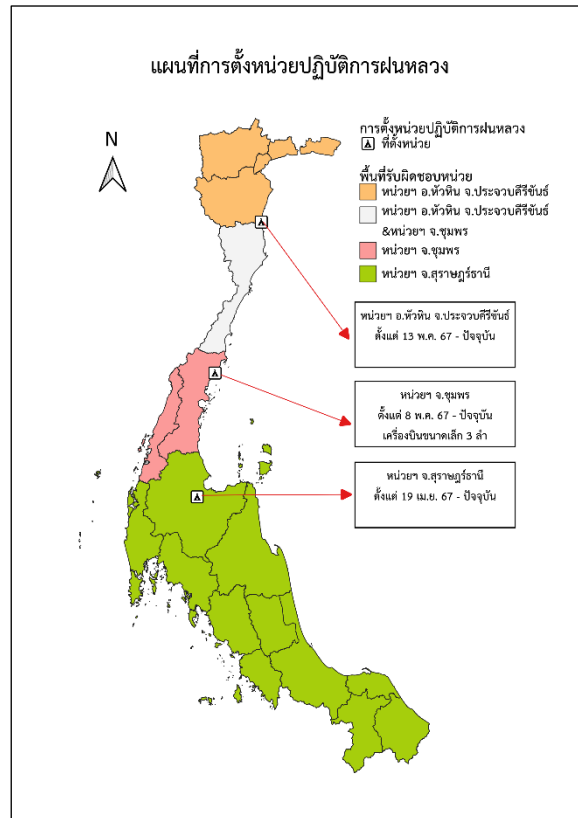 แผนที่การตั้งหน่วยปฏิบัติการฝนหลวง
N
การตั้งหน่วยปฏิบัติการฝนหลวง
ที่ตั้งหน่วย
พื้นที่รับผิดชอบหน่วย
หน่วยฯ อ.หัวหิน จ.ประจวบคีรีขันธ์
หน่วยฯ อ.หัวหิน จ.ประจวบคีรีขันธ์
&หน่วยฯ จ.ชุมพร
หน่วยฯ จ.ชุมพร
หน่วยฯ จ.สุราษฎร์ธานี
หน่วยฯ อ.หัวหิน จ.ประจวบคีรีขันธ์
ตั้งแต่ 13 พ.ค. 67 - ปัจจุบัน
หน่วยฯ จ.ชุมพร
ตั้งแต่ 8 พ.ค. 67 - ปัจจุบัน
เครื่องบินขนาดเล็ก 3 ลำ
หน่วยฯ จ.สุราษฎร์ธานี
ตั้งแต่ 19 เม.ย. 67 - ปัจจุบัน